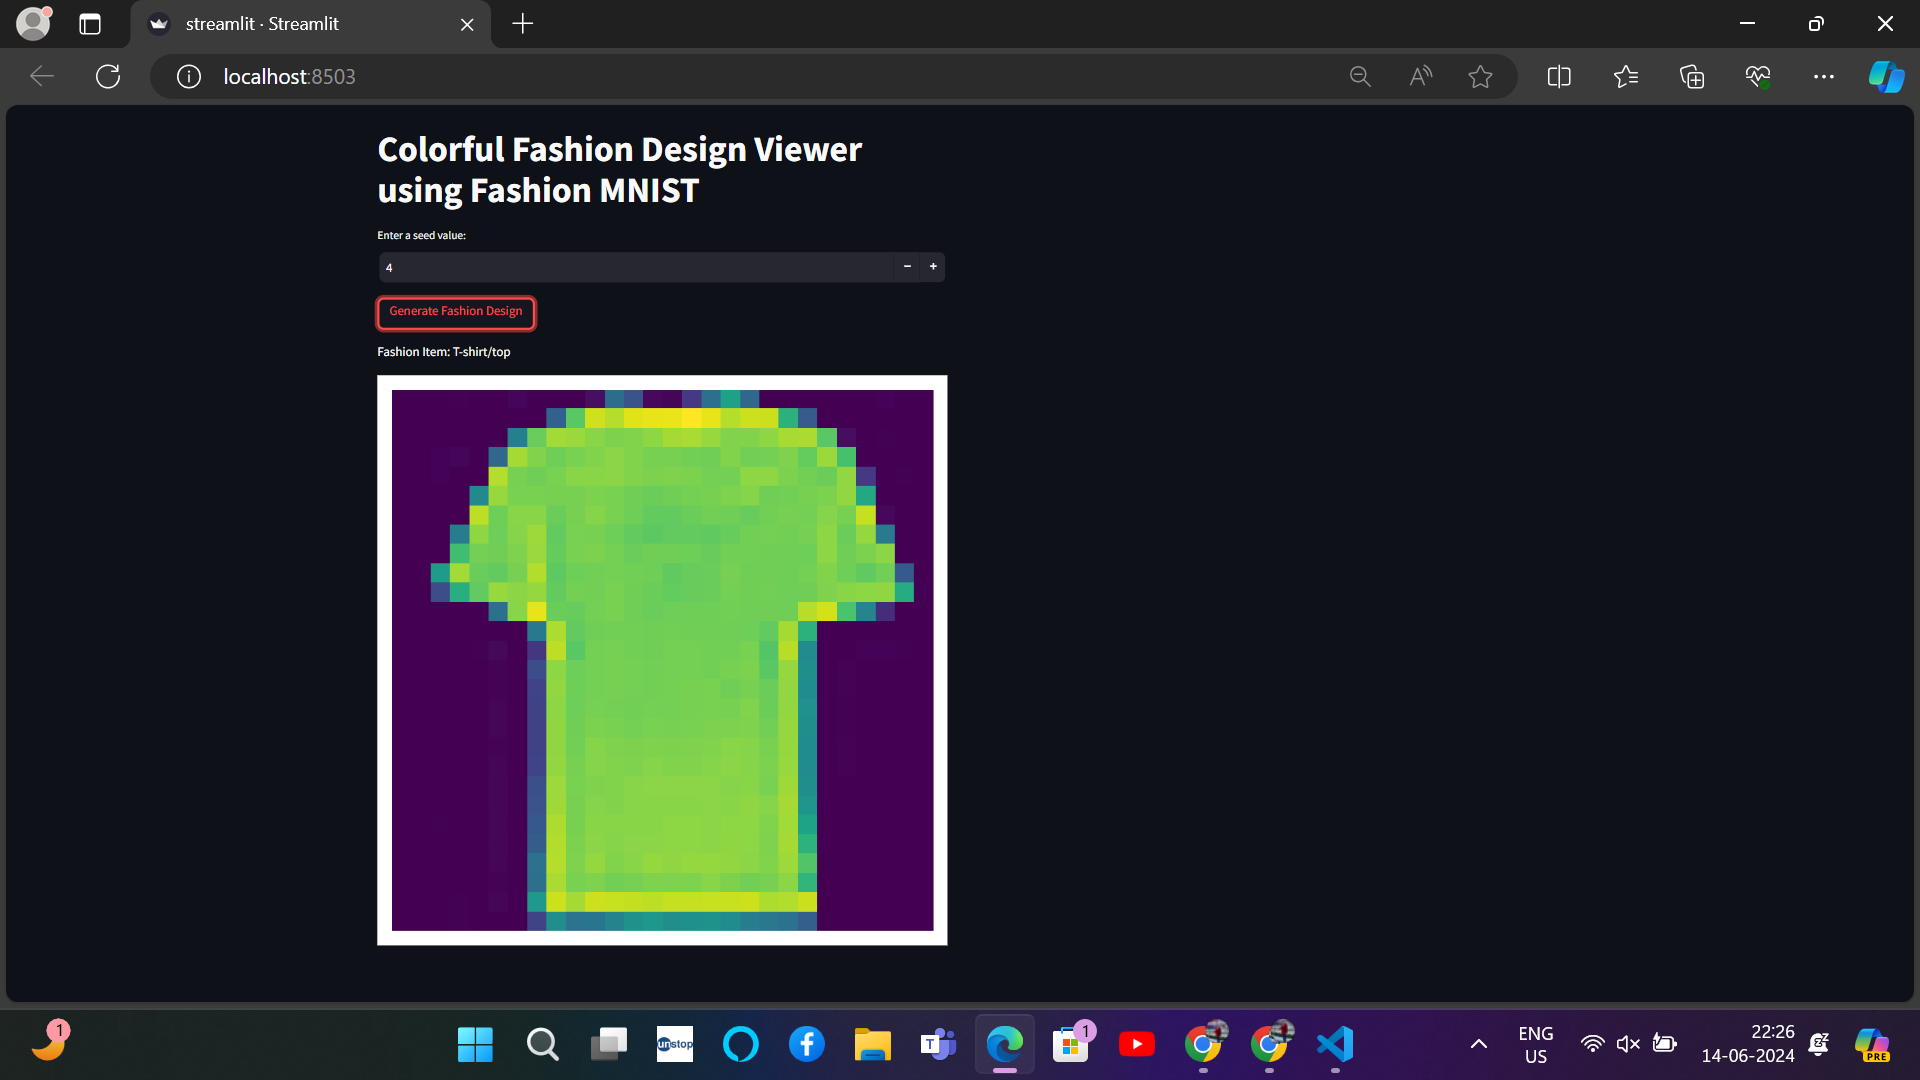 streamlit · Streamlit
localhost:8503
Colorful Fashion Design Viewer
using Fashion MNIST
Enter a seed value:
4
Generate Fashion Design
Fashion Item: T-shirt/top
1
unstop
T
1
ENG
US
22:26
14-06-2024
PRE